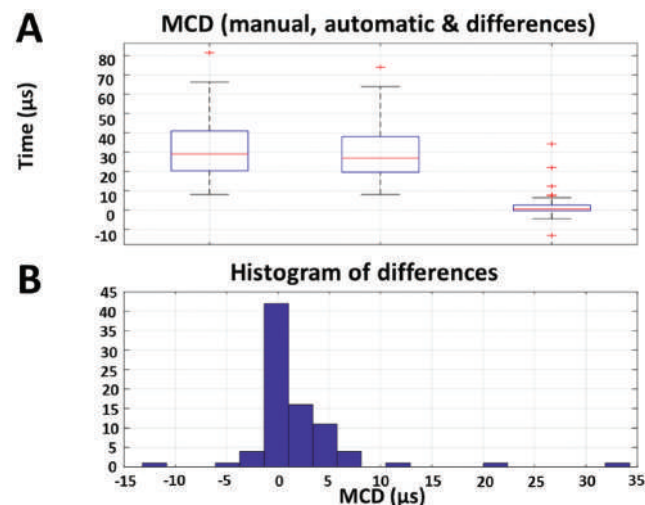 A
MCD (manual, automatic & differences)
Time (µs)
80
70
60
50
40
30
20
10
0
-10
B
Histogram of differences
45
40
35
30
25
20
15
10
5
0
-15 -10 -5 0 5 10 15 20 25 30 35
MCD (µs)